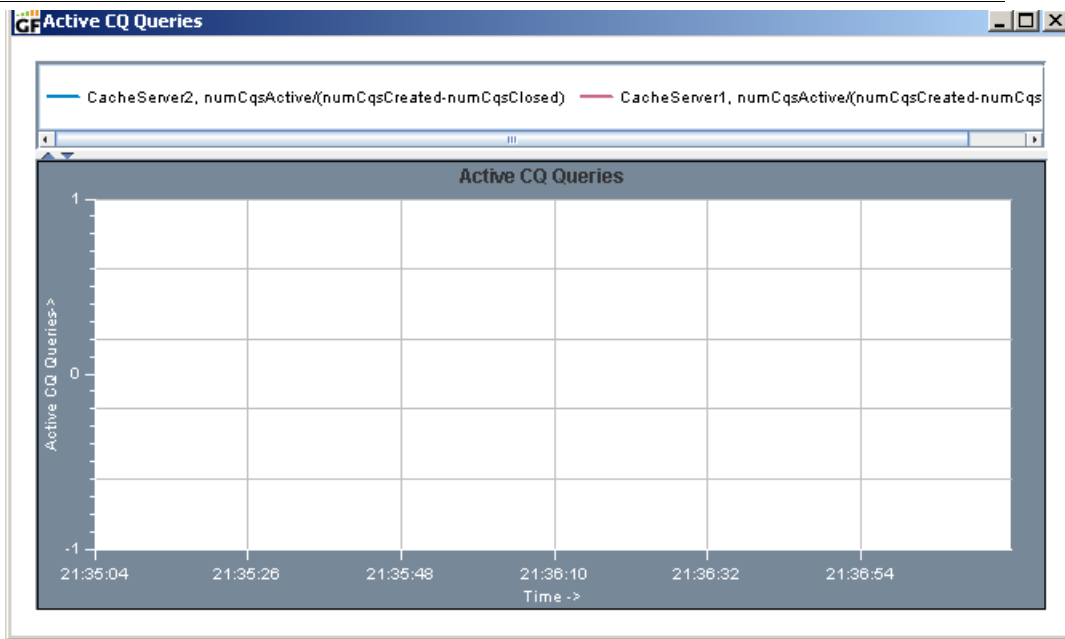 GF Active CQ Queries
CacheServer2, numCqsActive/(numCqsCreated-numCqsClosed) CacheServer1, numCqsActive/(numCqsCreated-numCqs
Active CQ Queries
1
0
-1
Active CQ Queries->
21:35:04 21:35:26 21:35:48 21:36:10 21:36:32 21:36:54
Time ->